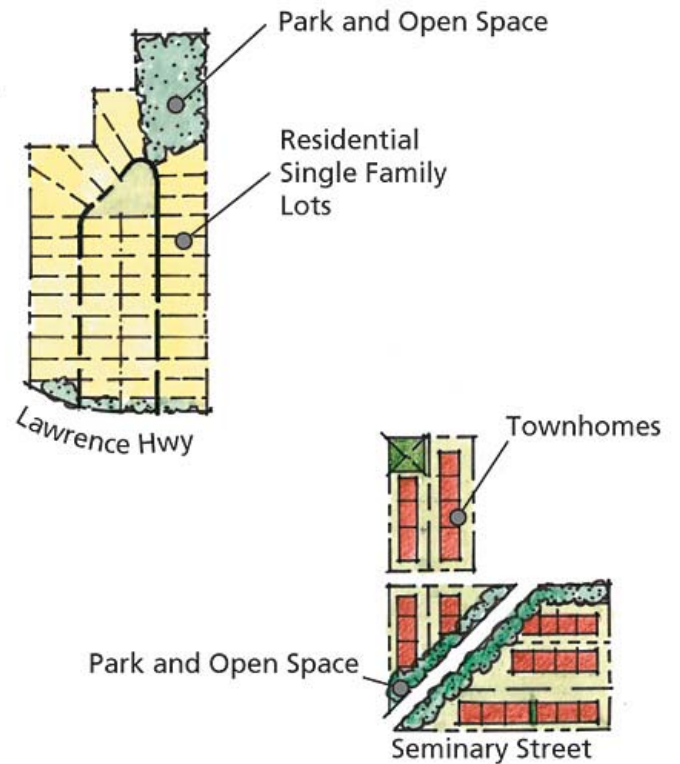 Park and Open Space
Residential
Single Family
Lots
Lawrence Hwy
Townhomes
Park and Open Space
Seminary Street